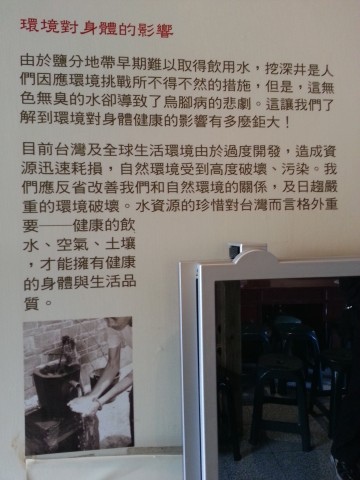 環境對身體的影響
由於鹽分地帶早期難以取得飲用水，挖深井是人
們因應環境挑戰所不得不然的措施，但是，這無
色無臭的水卻導致了烏腳病的悲劇。這讓我們了
解到環境對身體健康的影響有多麼鉅大！
目前台灣及全球生活環境由於過度開發，造成資
源迅速耗損，自然環境受到高度破壞、污染。我
們應反省改善我們和自然環境的關係，及日趨嚴
重的環境破壞。水資源的珍惜對台灣而言格外重
要——健康的飲
水、空氣、土壤
，才能擁有健康
的身體與生活品
質。